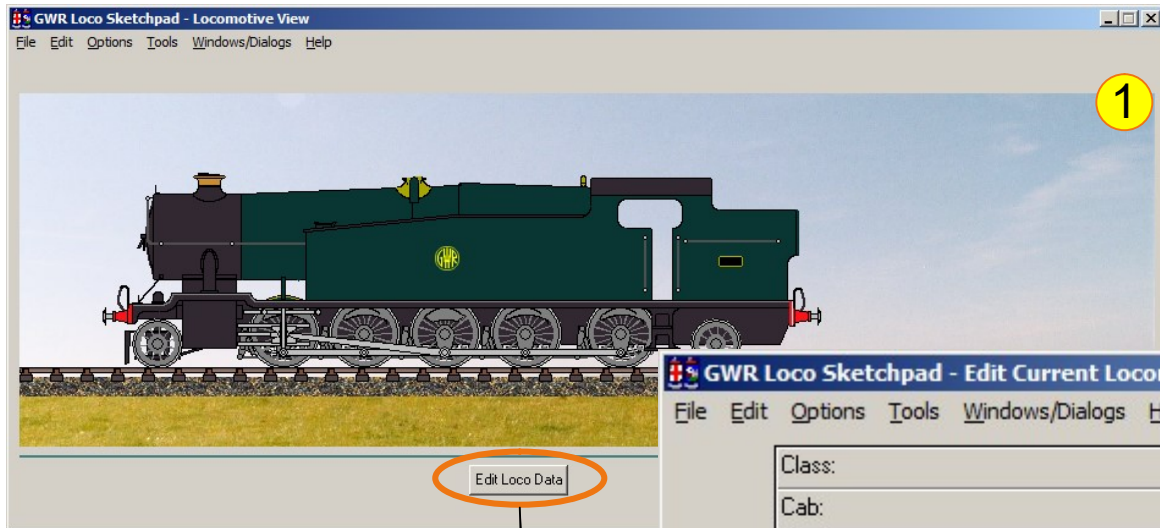 GWR Loco Sketchpad - Locomotive View
File Edit Options Tools Windows/Dialogs Help
1
GWR
Edit Loco Data
GWR Loco Sketchpad - Edit Current Loco
File Edit Options Tools Windows/Dialogs
Class:
Cab: